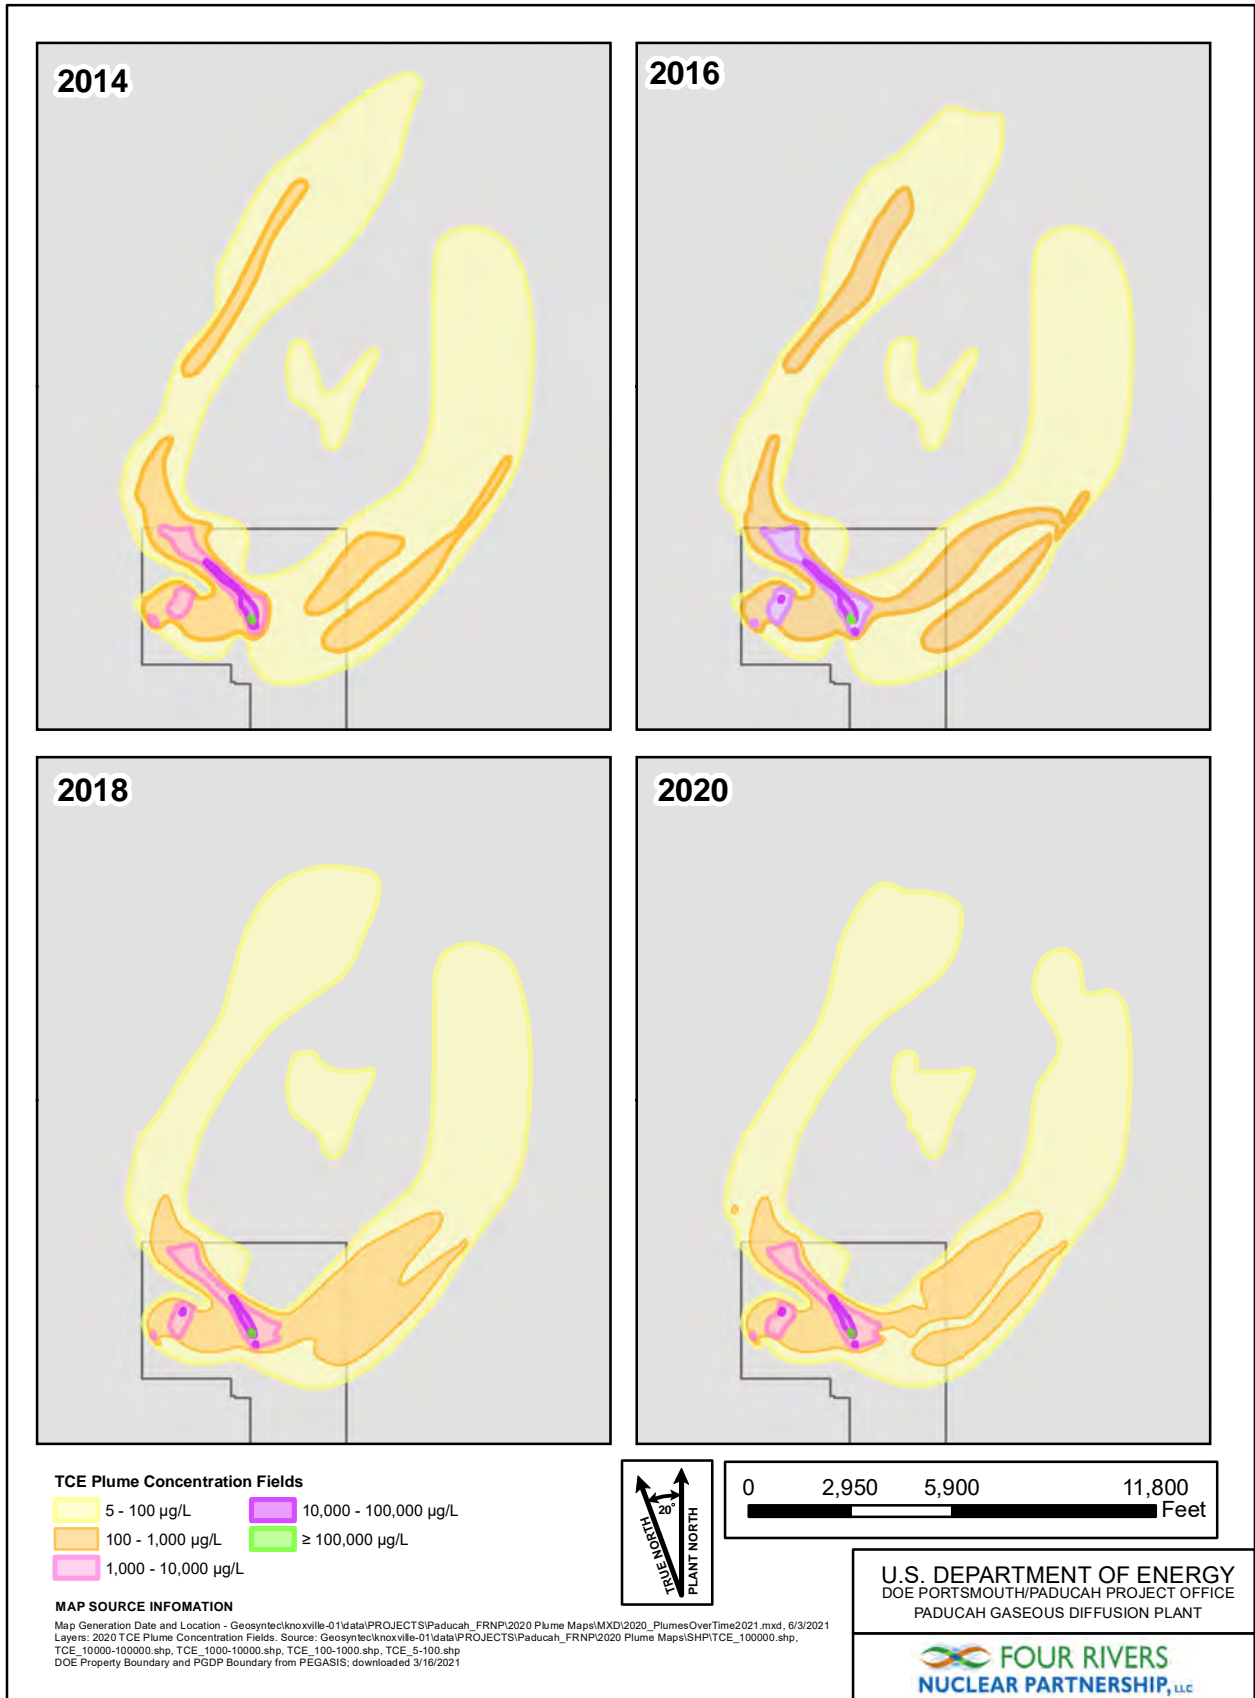 2014
2016
2018
2020
TCE Plume Concentration Fields
5 - 100 µg/L
10,000 - 100,000 µg/L
100 - 1,000 µg/L
≥ 100,000 µg/L
1,000 - 10,000 µg/L
20°
TRUE NORTH
PLANT NORTH
0 2,950 5,900 11,800
Feet
MAP SOURCE INFOMATION
Map Generation Date and Location - Geosyntec\knoxville-01\data\PROJECTS\Paducah_FRNP\2020 Plume Maps\MXD\2020_PlumesOverTime2021.mxd, 6/3/2021
Layers: 2020 TCE Plume Concentration Fields. Source: Geosyntec\knoxville-01\data\PROJECTS\Paducah_FRNP\2020 Plume Maps\SHP\TCE_100000.shp,
TCE_10000-100000.shp, TCE_1000-10000.shp, TCE_100-1000.shp, TCE_5-100.shp
DOE Property Boundary and PGDP Boundary from PEGASIS; downloaded 3/16/2021
U.S. DEPARTMENT OF ENERGY
DOE PORTSMOUTH/PADUCAH PROJECT OFFICE
PADUCAH GASEOUS DIFFUSION PLANT
FOUR RIVERS
NUCLEAR PARTNERSHIP, LLC